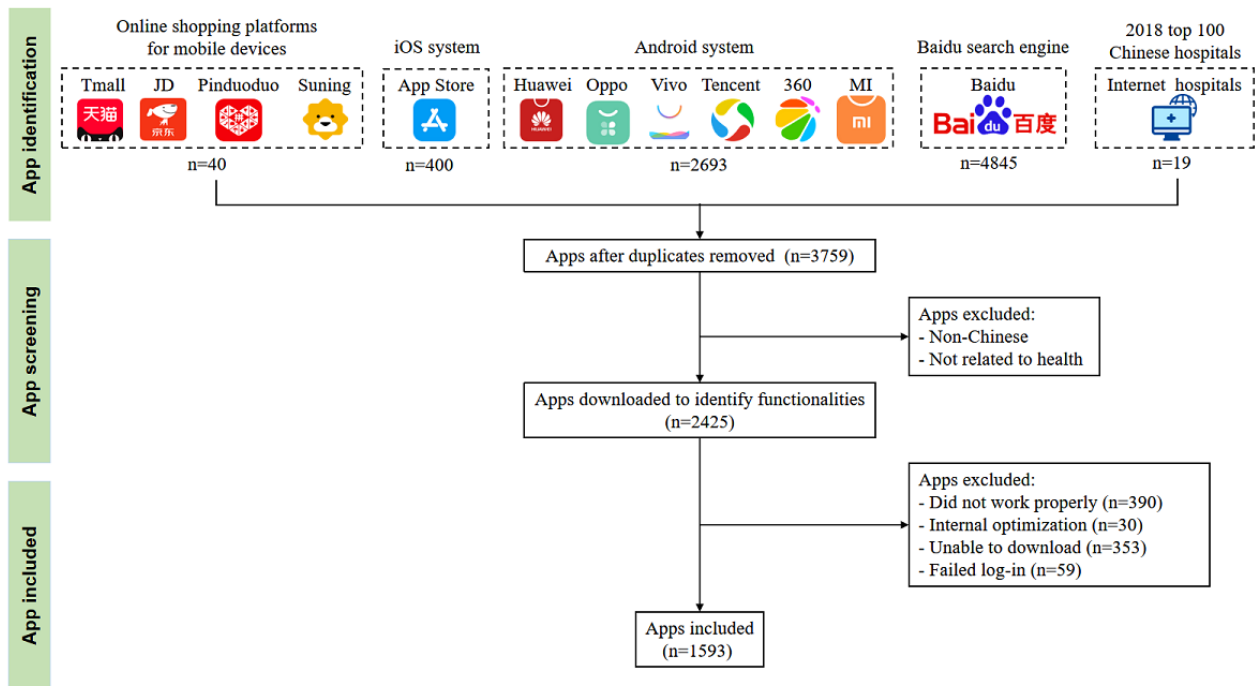 App identification
Online shopping platforms
for mobile devices
iOS system
Android system
Baidu search engine
2018 top 100
Chinese hospitals
Tmall
JD
Pinduoduo
Suning
App Store
Huawei
Oppo
Vivo
Tencent
360
MI
Baidu
Internet hospitals
天猫
京东
拼
HUAWEI
mi
Bai du 百度
n=40
n=400
n=2693
n=4845
n=19
App screening
Apps after duplicates removed (n=3759)
Apps excluded:
- Non-Chinese
- Not related to health
Apps downloaded to identify functionalities
(n=2425)
App included
Apps excluded:
- Did not work properly (n=390)
- Internal optimization (n=30)
- Unable to download (n=353)
- Failed log-in (n=59)
Apps included
(n=1593)